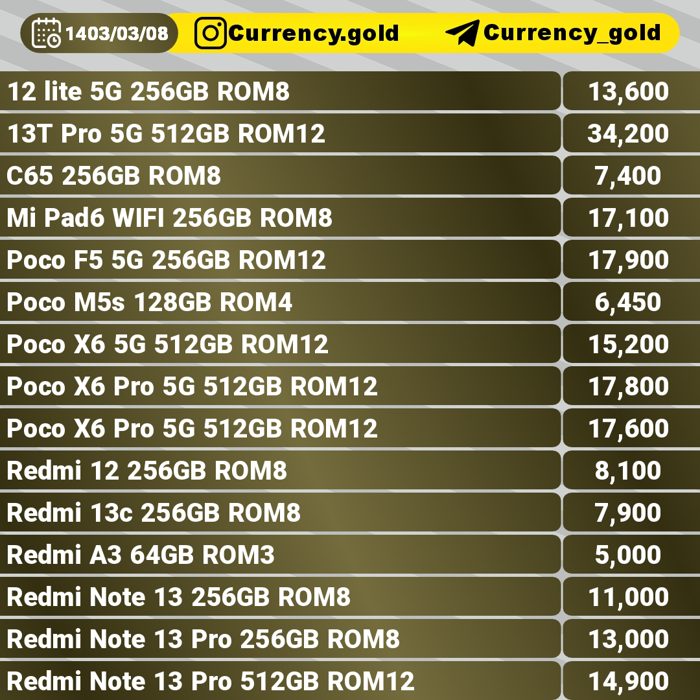 1403/03/08 Currency.gold Currency_gold
12 lite 5G 256GB ROM8 13,600
13T Pro 5G 512GB ROM12 34,200
C65 256GB ROM8 7,400
Mi Pad6 WIFI 256GB ROM8 17,100
Poco F5 5G 256GB ROM12 17,900
Poco M5s 128GB ROM4 6,450
Poco X6 5G 512GB ROM12 15,200
Poco X6 Pro 5G 512GB ROM12 17,800
Poco X6 Pro 5G 512GB ROM12 17,600
Redmi 12 256GB ROM8 8,100
Redmi 13c 256GB ROM8 7,900
Redmi A3 64GB ROM3 5,000
Redmi Note 13 256GB ROM8 11,000
Redmi Note 13 Pro 256GB ROM8 13,000
Redmi Note 13 Pro 512GB ROM12 14,900